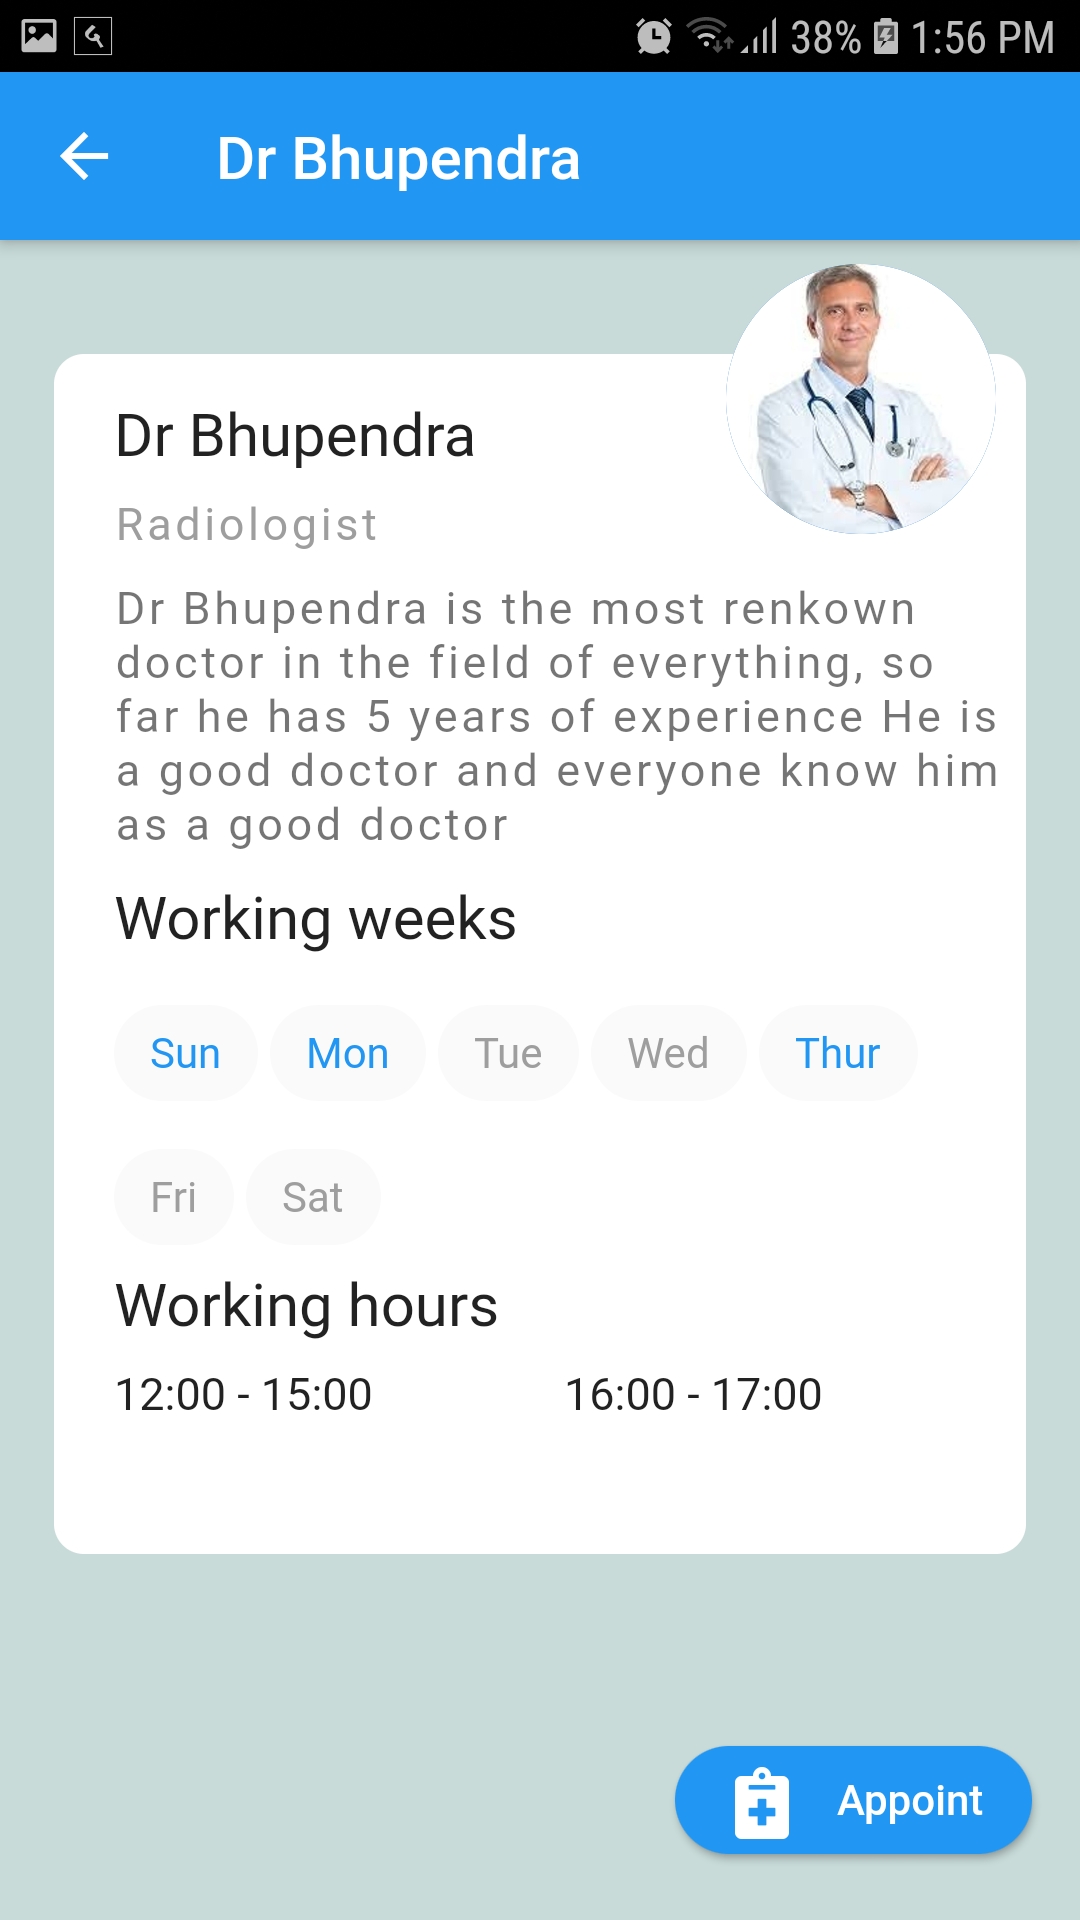 38% 1:56 PM
Dr Bhupendra
Dr Bhupendra
Radiologist
Dr Bhupendra is the most renkown
doctor in the field of everything, so
far he has 5 years of experience He is
a good doctor and everyone know him
as a good doctor
Working weeks
Sun Mon Tue Wed Thur
Fri Sat
Working hours
12:00 - 15:00 16:00 - 17:00
Appoint